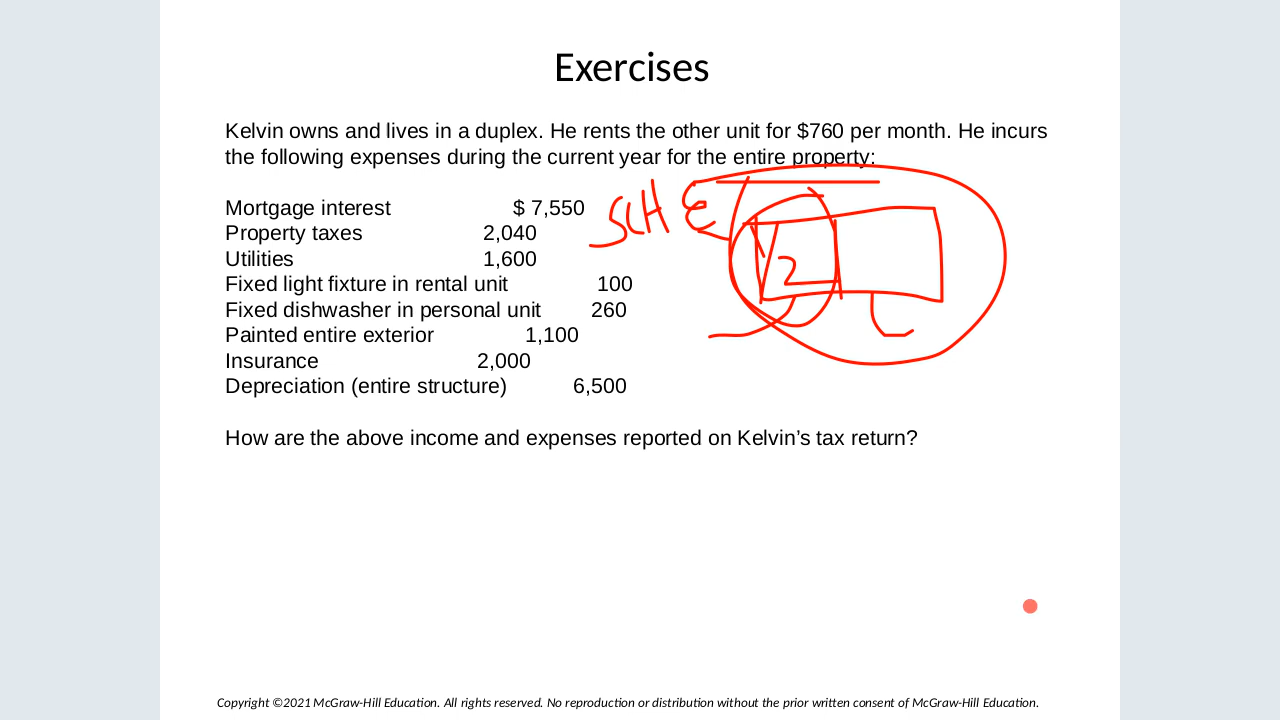 Exercises
Kelvin owns and lives in a duplex. He rents the other unit for $760 per month. He incurs
the following expenses during the current year for the entire property:
Mortgage interest $ 7,550
SCH E
Property taxes 2,040
Utilities 1,600
1/2
Fixed light fixture in rental unit 100
Fixed dishwasher in personal unit 260
Painted entire exterior 1,100
Insurance 2,000
Depreciation (entire structure) 6,500
How are the above income and expenses reported on Kelvin’s tax return?
Copyright ©2021 McGraw-Hill Education. All rights reserved. No reproduction or distribution without the prior written consent of McGraw-Hill Education.